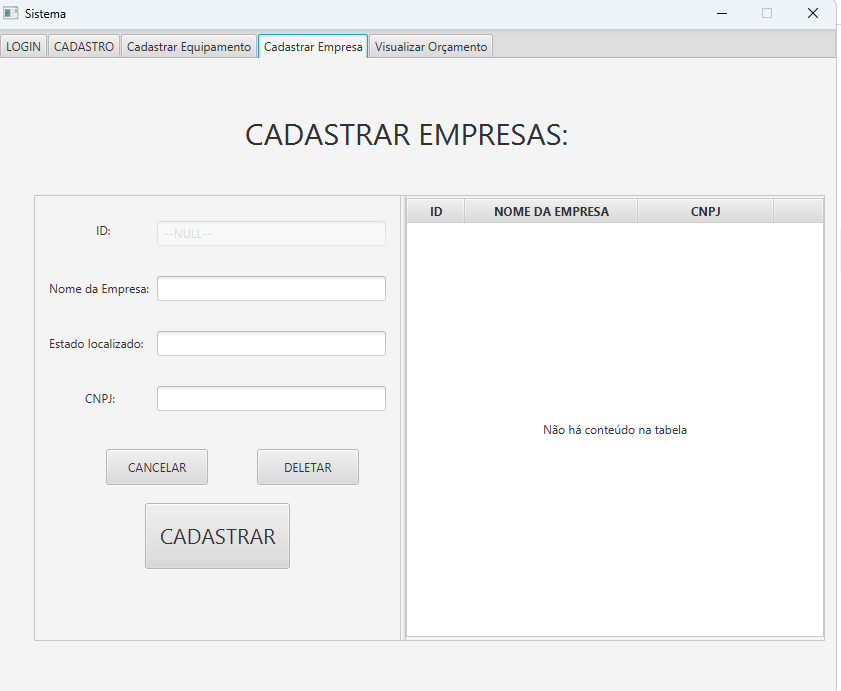 Sistema
LOGIN CADASTRO Cadastrar Equipamento Cadastrar Empresa Visualizar Orçamento
CADASTRAR EMPRESAS:
ID:
--NULL--
Nome da Empresa:
Estado localizado:
CNPJ:
CANCELAR DELETAR
CADASTRAR
ID NOME DA EMPRESA CNPJ
Não há conteúdo na tabela